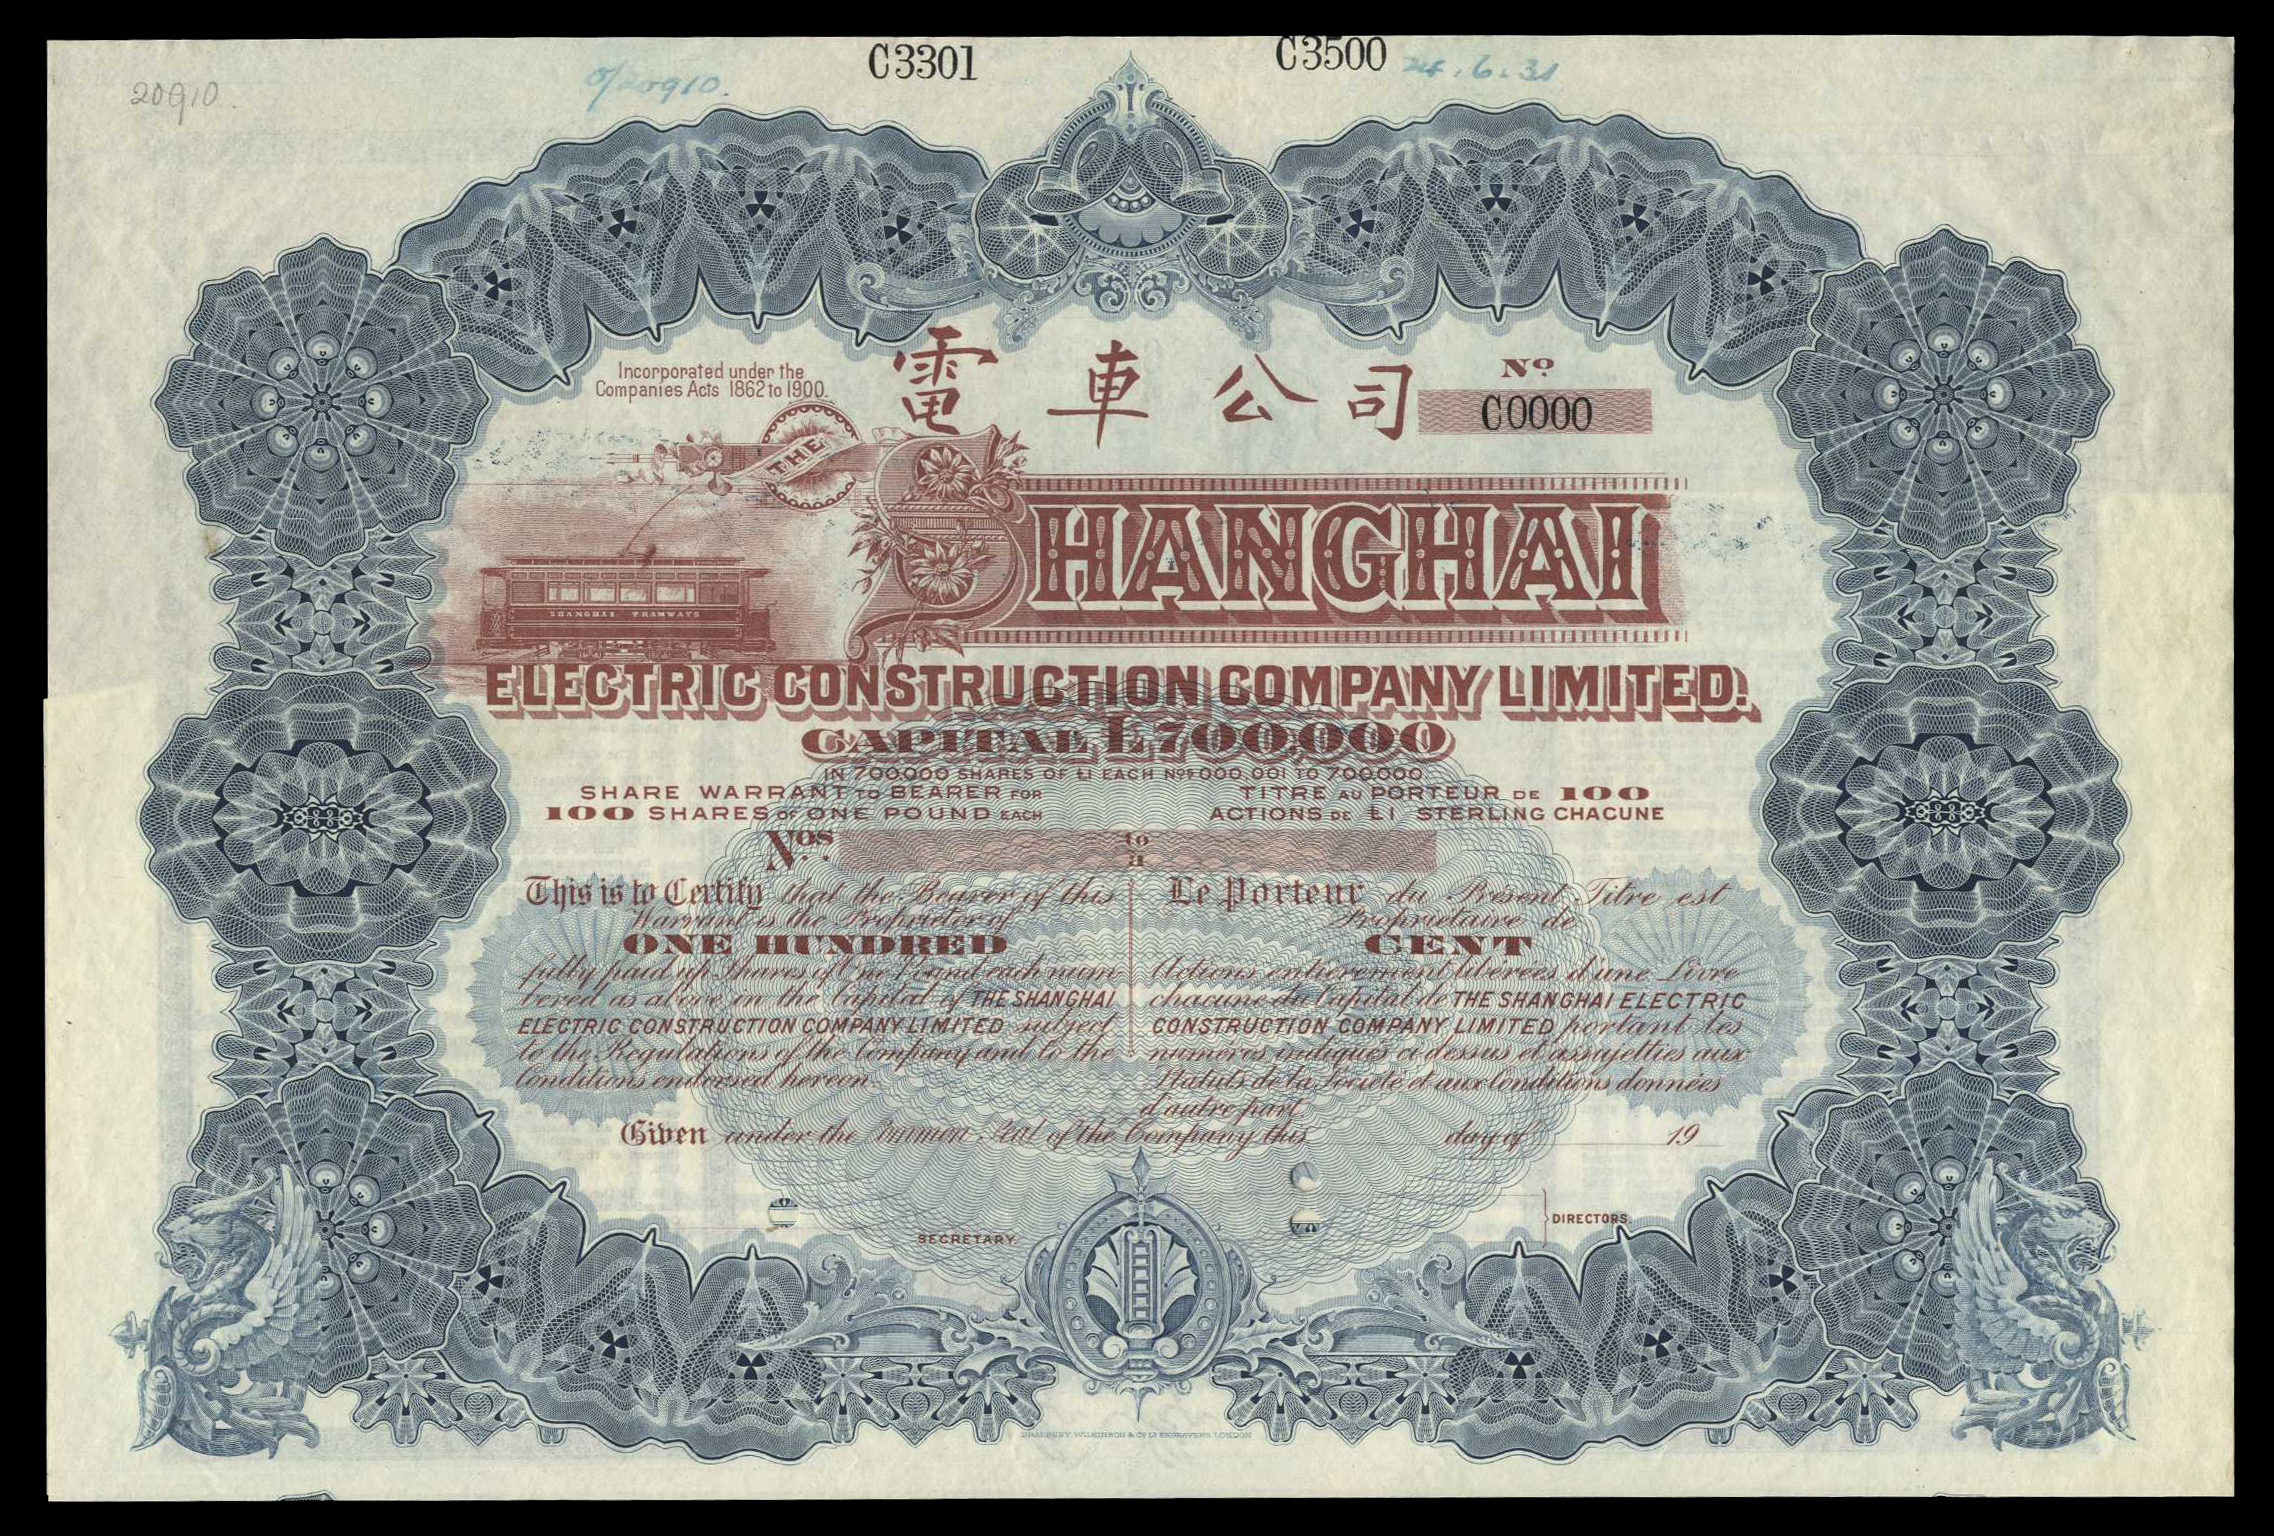 C3301
C3500
24.6.31
20910
0/20910.
Incorporated under the
Companies Acts 1862 to 1900.
電車公司
No.
C0000
THE
SHANGHAI
SHANGHAI TRAMWAYS
ELECTRIC CONSTRUCTION COMPANY LIMITED.
CAPITAL £700,000
IN 700,000 SHARES OF £1 EACH Nos 000,001 TO 700,000
SHARE WARRANT TO BEARER FOR
100 SHARES OF ONE POUND EACH
TITRE AU PORTEUR DE 100
ACTIONS DE £1 STERLING CHACUNE
Nos. to
a
This is to Certify that the Bearer of this
Warrant is the Proprietor of
ONE HUNDRED
fully paid up Shares of One Pound each num
bered as above in the Capital of THE SHANGHAI
ELECTRIC CONSTRUCTION COMPANY LIMITED subject
to the Regulations of the Company and to the
Conditions endorsed hereon.
Le Porteur du Présent Titre est
Propriétaire de
CENT
Actions entièrement libérées d'une Livre
chacune du Capital de THE SHANGHAI ELECTRIC
CONSTRUCTION COMPANY LIMITED portant les
numéros indiqués ci dessus et assujetties aux
Statuts de la Société et aux Conditions données
d'autre part.
Given under the Common Seal of the Company this day of 19
SECRETARY.
DIRECTORS.
BRADBURY, WILKINSON & Co Ld ENGRAVERS, LONDON